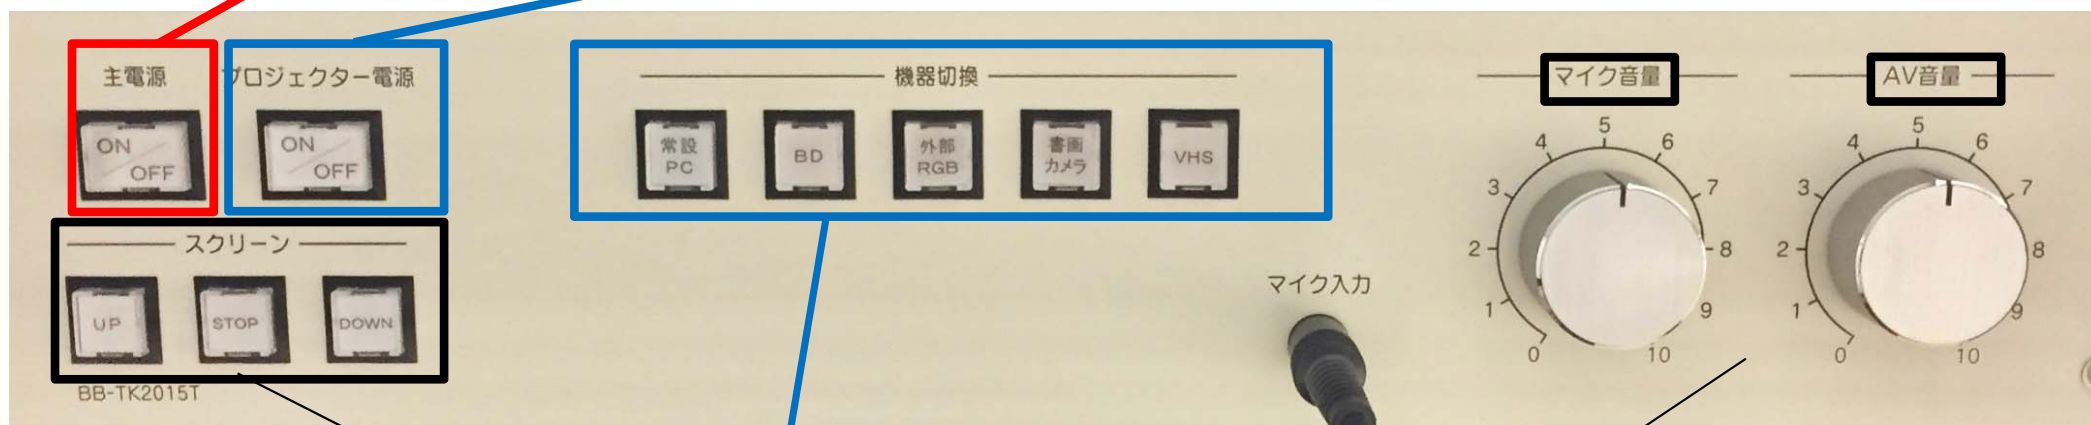 主電源
プロジェクター電源
機器切換
マイク音量
AV音量
ON
OFF
ON
OFF
常設
PC
BD
外部
RGB
書画
カメラ
VHS
0 1 2 3 4 5 6 7 8 9 10
0 1 2 3 4 5 6 7 8 9 10
スクリーン
UP
STOP
DOWN
マイク入力
BB-TK2015T